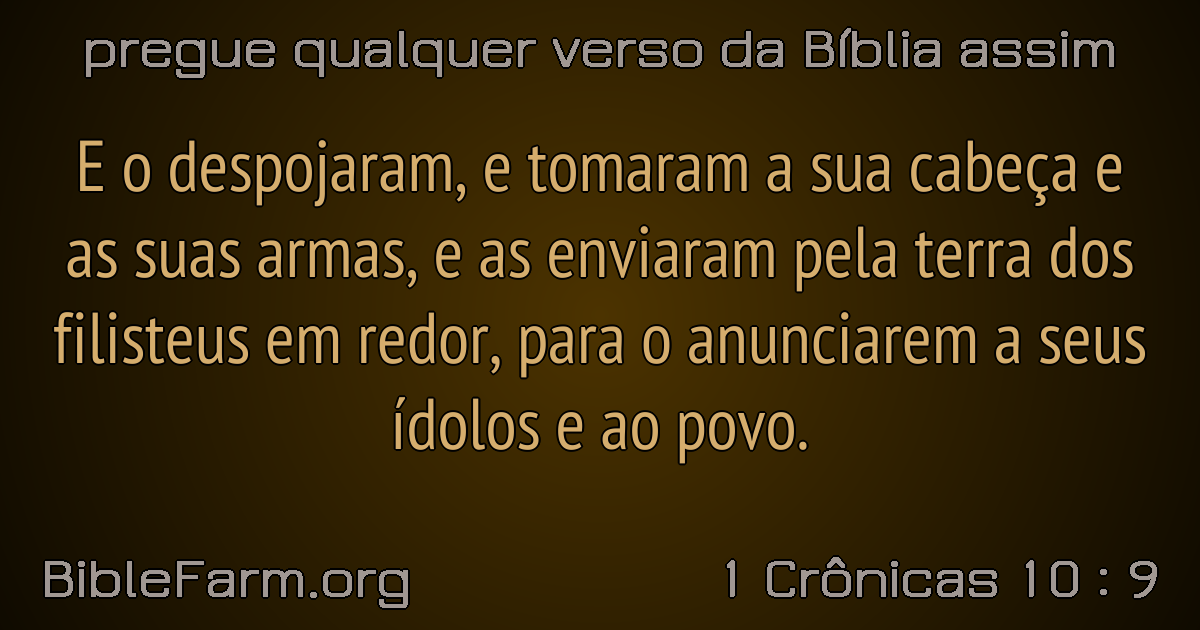 pregue qualquer verso da Bíblia assim
E o despojaram, e tomaram a sua cabeça e
as suas armas, e as enviaram pela terra dos
filisteus em redor, para o anunciarem a seus
ídolos e ao povo.
BibleFarm.org
1 Crônicas 10 : 9